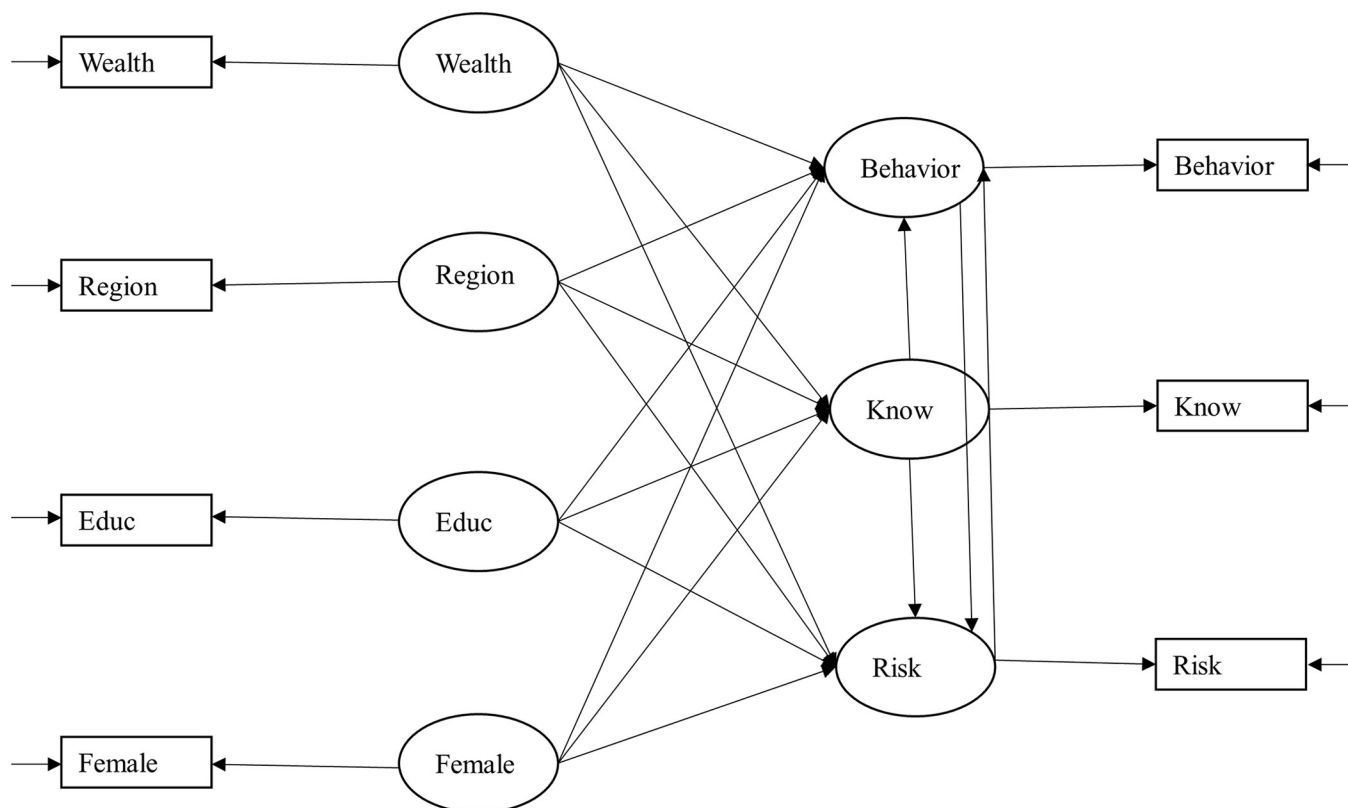 Wealth
Wealth
Behavior
Behavior
Region
Region
Know
Know
Educ
Educ
Risk
Risk
Female
Female